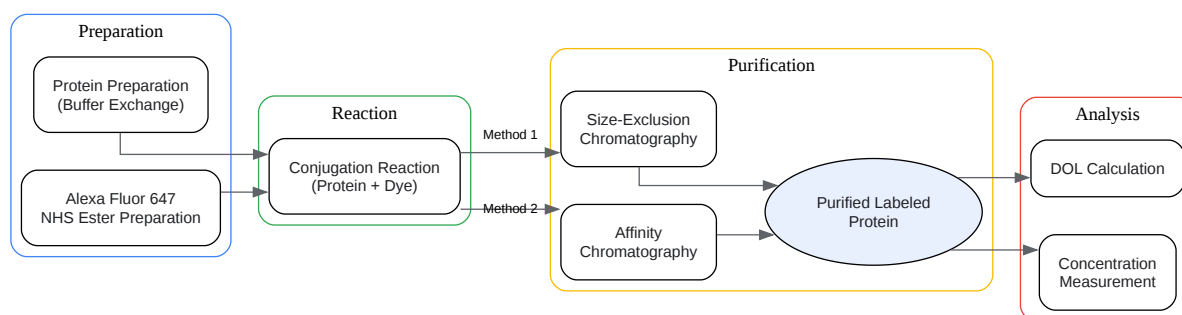 Preparation
Protein Preparation
(Buffer Exchange)
Alexa Fluor 647
NHS Ester Preparation
Reaction
Conjugation Reaction
(Protein + Dye)
Method 1
Method 2
Purification
Size-Exclusion
Chromatography
Affinity
Chromatography
Purified Labeled
Protein
Analysis
DOL Calculation
Concentration
Measurement